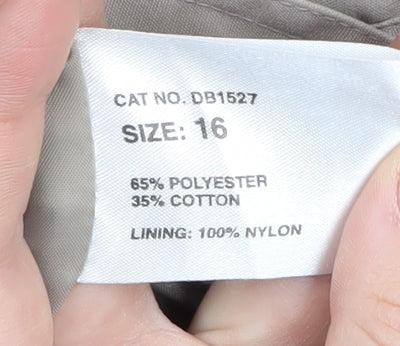 CAT NO. DB1527
SIZE: 16
65% POLYESTER
35% COTTON
LINING: 100% NYLON